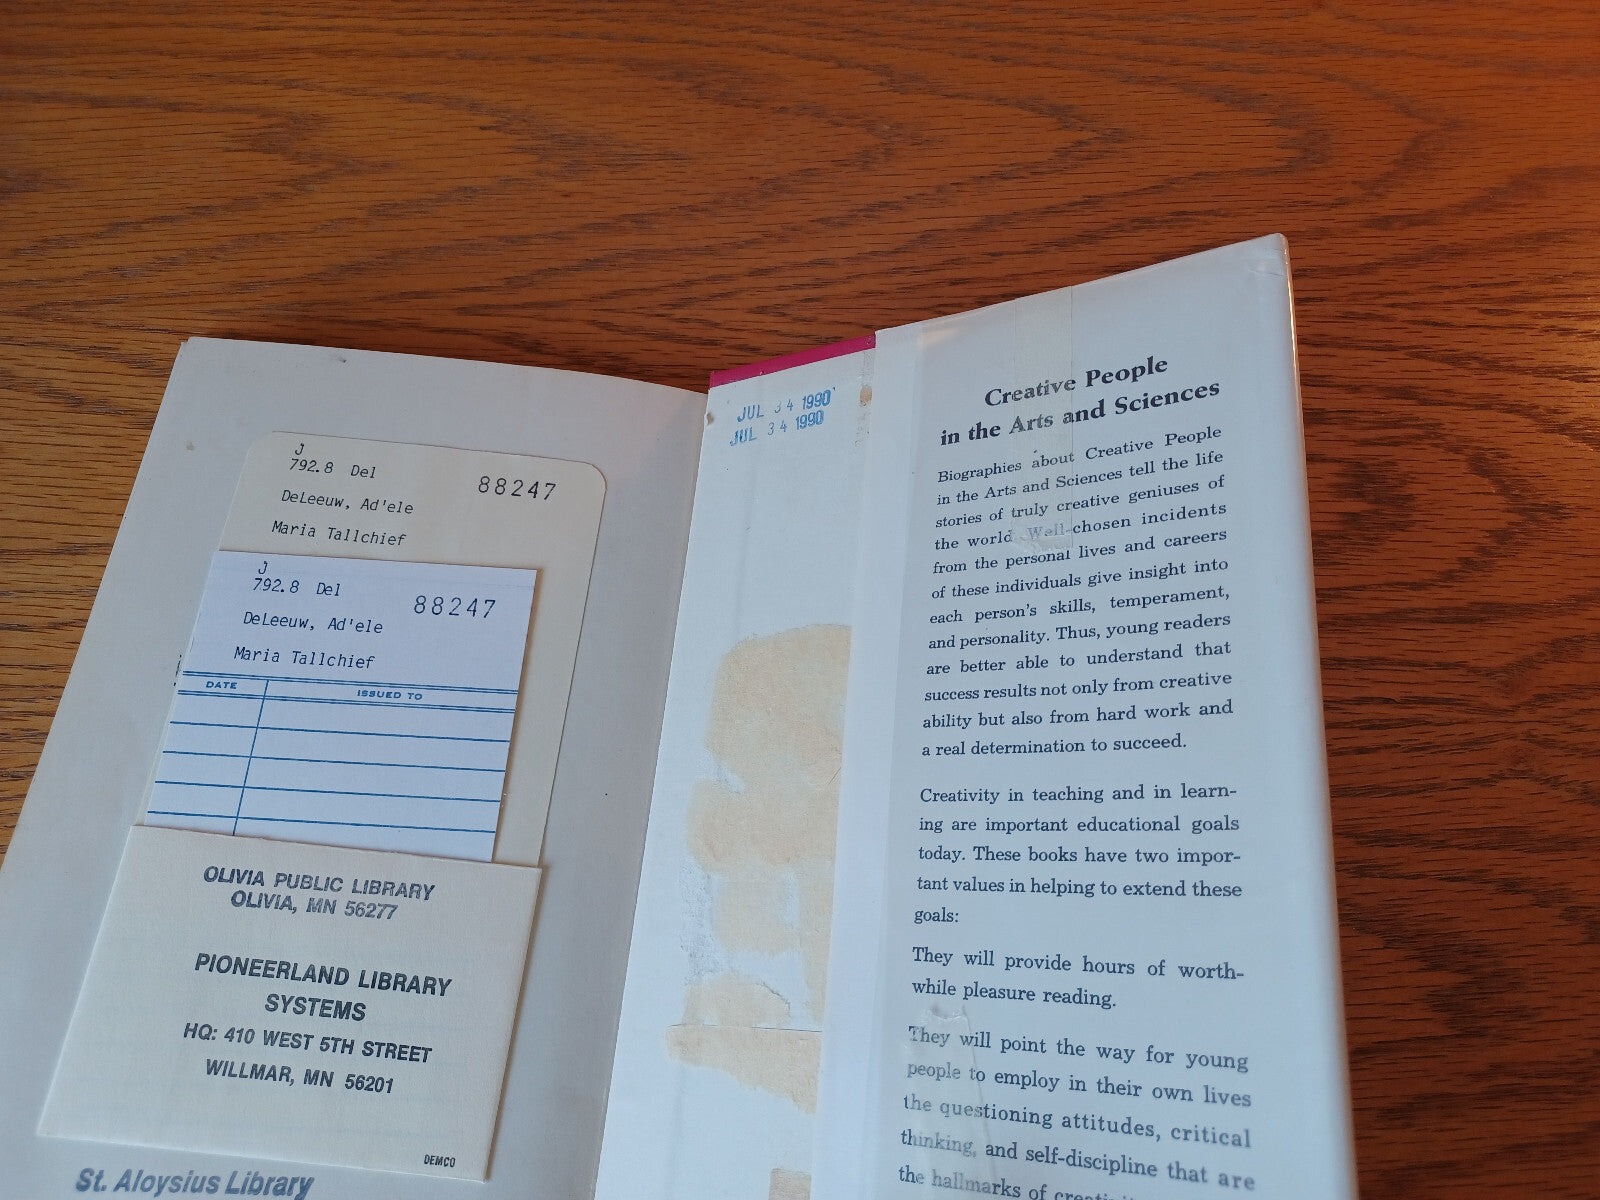 J
792.8 Del
88247
DeLeeuw, Ad'ele
Maria Tallchief
J
792.8 Del
88247
DeLeeuw, Ad'ele
Maria Tallchief
DATE
ISSUED TO
OLIVIA PUBLIC LIBRARY
OLIVIA, MN 56277
PIONEERLAND LIBRARY
SYSTEMS
HQ: 410 WEST 5TH STREET
WILLMAR, MN 56201
DEMCO
St. Aloysius Library
JUL 3 4 1990
JUL 3 4 1990
Creative People
in the Arts and Sciences
Biographies about Creative People
in the Arts and Sciences tell the life
stories of truly creative geniuses of
the world. Well-chosen incidents
from the personal lives and careers
of these individuals give insight into
each person's skills, temperament,
and personality. Thus, young readers
are better able to understand that
success results not only from creative
ability but also from hard work and
a real determination to succeed.
Creativity in teaching and in learn-
ing are important educational goals
today. These books have two impor-
tant values in helping to extend these
goals:
They will provide hours of worth-
while pleasure reading.
They will point the way for young
people to employ in their own lives
the questioning attitudes, critical
thinking, and self-discipline that are
the hallmarks of